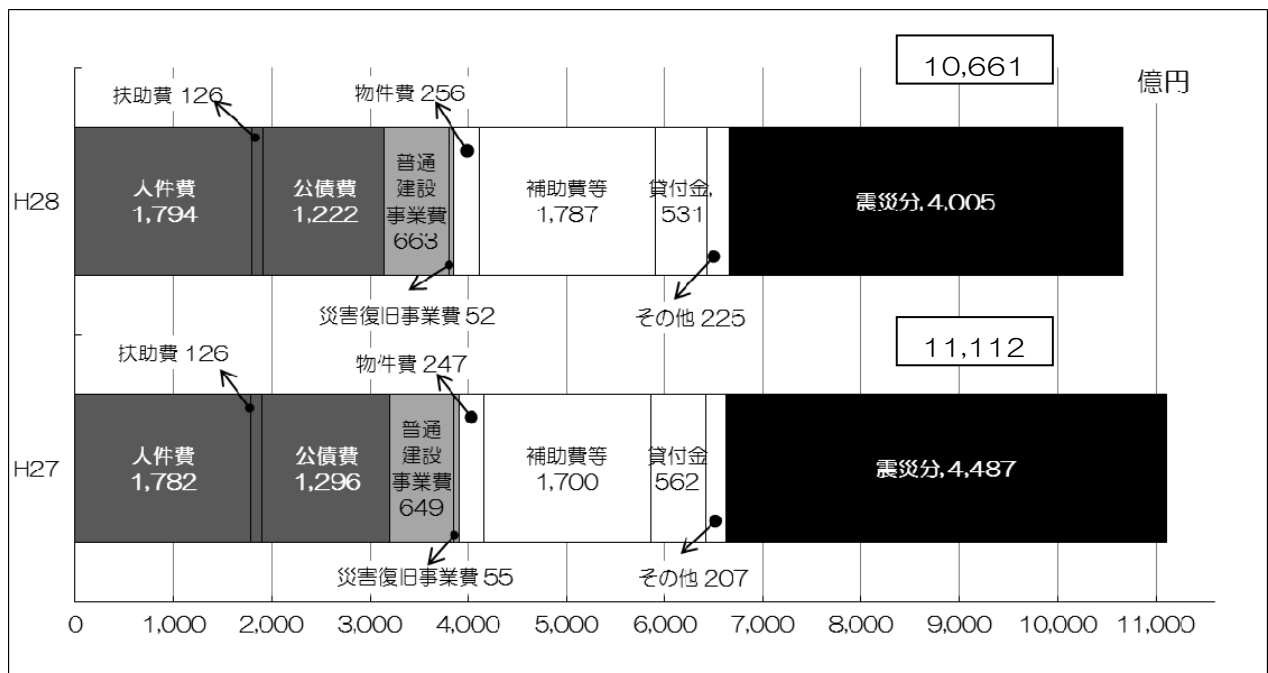 10,661
億円
扶助費 126
物件費 256
H28
人件費
1,794
公債費
1,222
普通
建設
事業費
663
補助費等
1,787
貸付金,
531
震災分, 4,005
災害復旧事業費 52
その他 225
11,112
扶助費 126
物件費 247
H27
人件費
1,782
公債費
1,296
普通
建設
事業費
649
補助費等
1,700
貸付金
562
震災分, 4,487
災害復旧事業費 55
その他 207
0 1,000 2,000 3,000 4,000 5,000 6,000 7,000 8,000 9,000 10,000 11,000